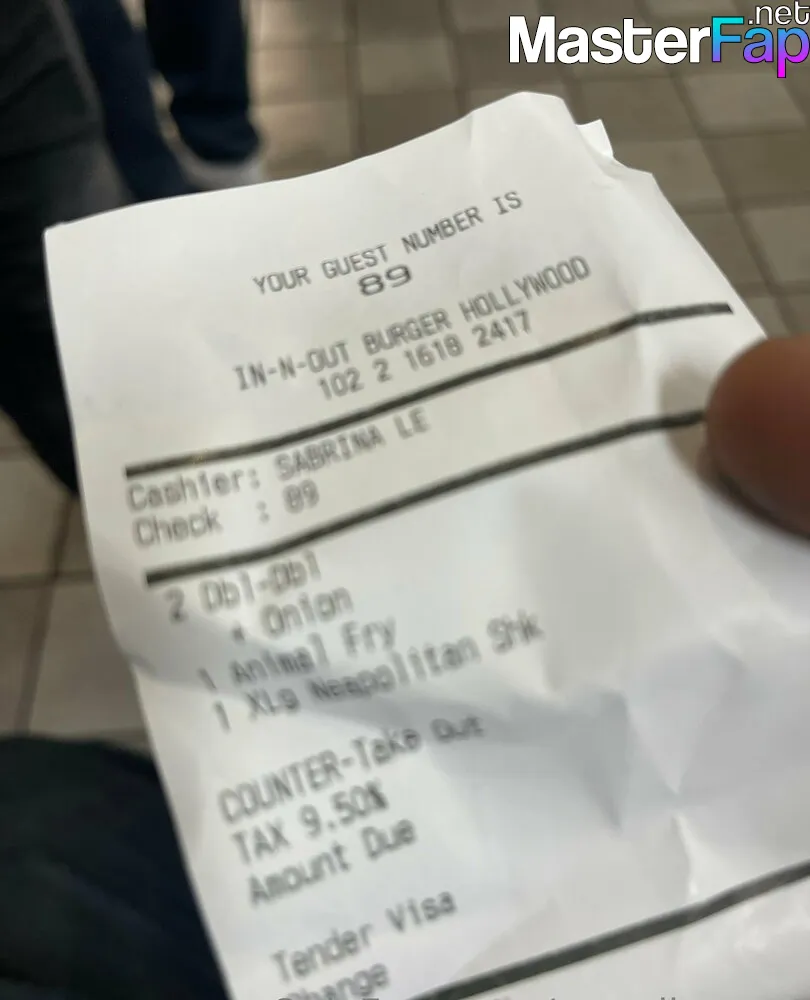 MasterFap.net
YOUR GUEST NUMBER IS
89
IN-N-OUT BURGER HOLLYWOOD
102 2 1618 2417
Cashier: SABRINA LE
Check : 89
2 Dbl-Dbl
Onion
1 Animal Fry
1 XLg Neapolitan Shk
COUNTER-Take Out
TAX 9.50%
Amount Due
Tender Visa
Change